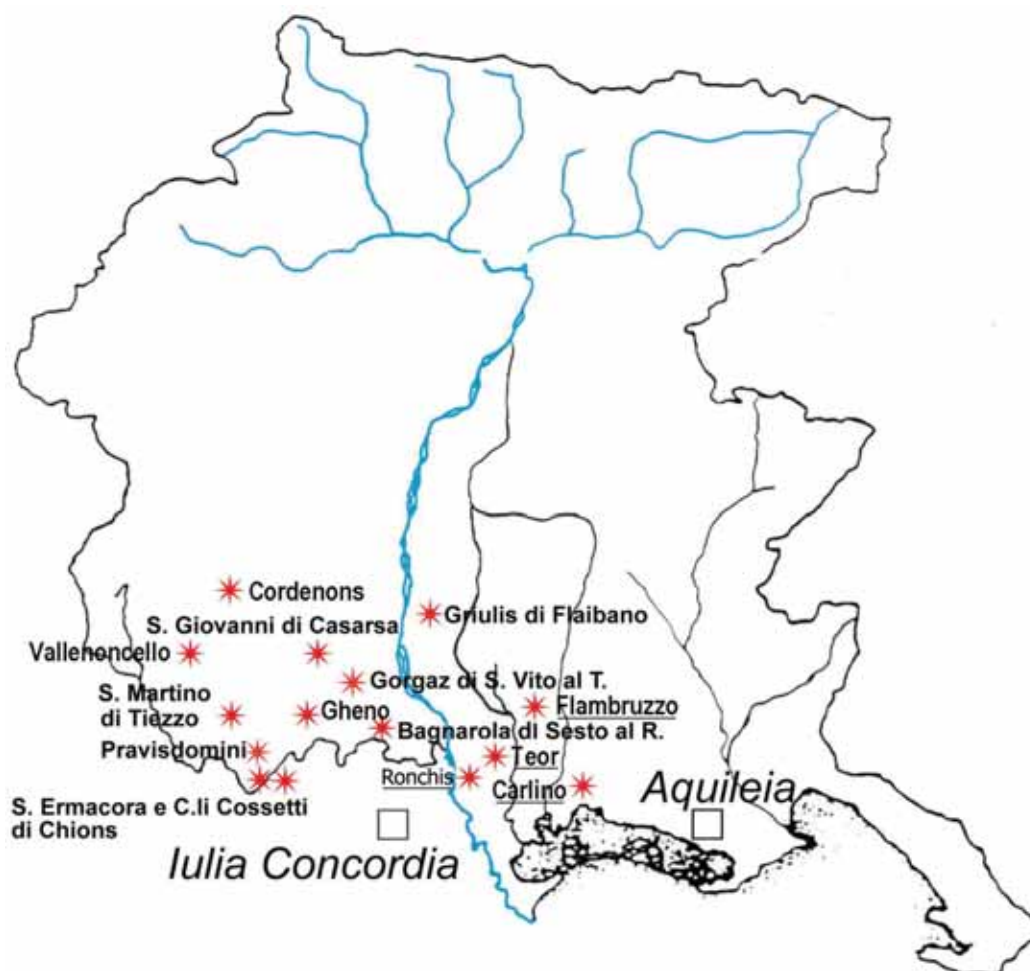 Cordenons
Griulis di Flaibano
S. Giovanni di Casarsa
Vallenoncello
Gorgaz di S. Vito al T.
S. Martino
di Tiezzo
Gheno
Flambruzzo
Bagnarola di Sesto al R.
Pravisdomini
Teor
Ronchis
Carlino
Aquileia
S. Ermacora e C.li Cossetti
di Chions
Iulia Concordia